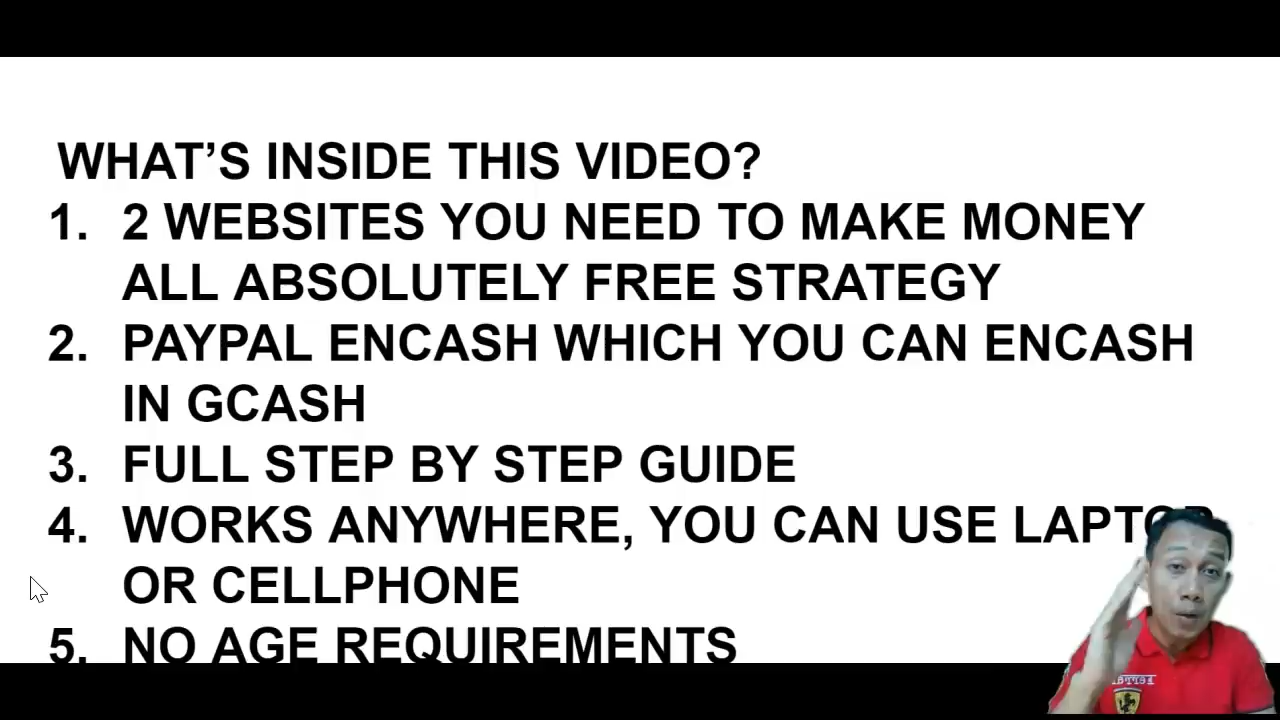 WHAT'S INSIDE THIS VIDEO?
1. 2 WEBSITES YOU NEED TO MAKE MONEY
ALL ABSOLUTELY FREE STRATEGY
2. PAYPAL ENCASH WHICH YOU CAN ENCASH
IN GCASH
3. FULL STEP BY STEP GUIDE
4. WORKS ANYWHERE, YOU CAN USE LAPTOP
OR CELLPHONE
5. NO AGE REQUIREMENTS